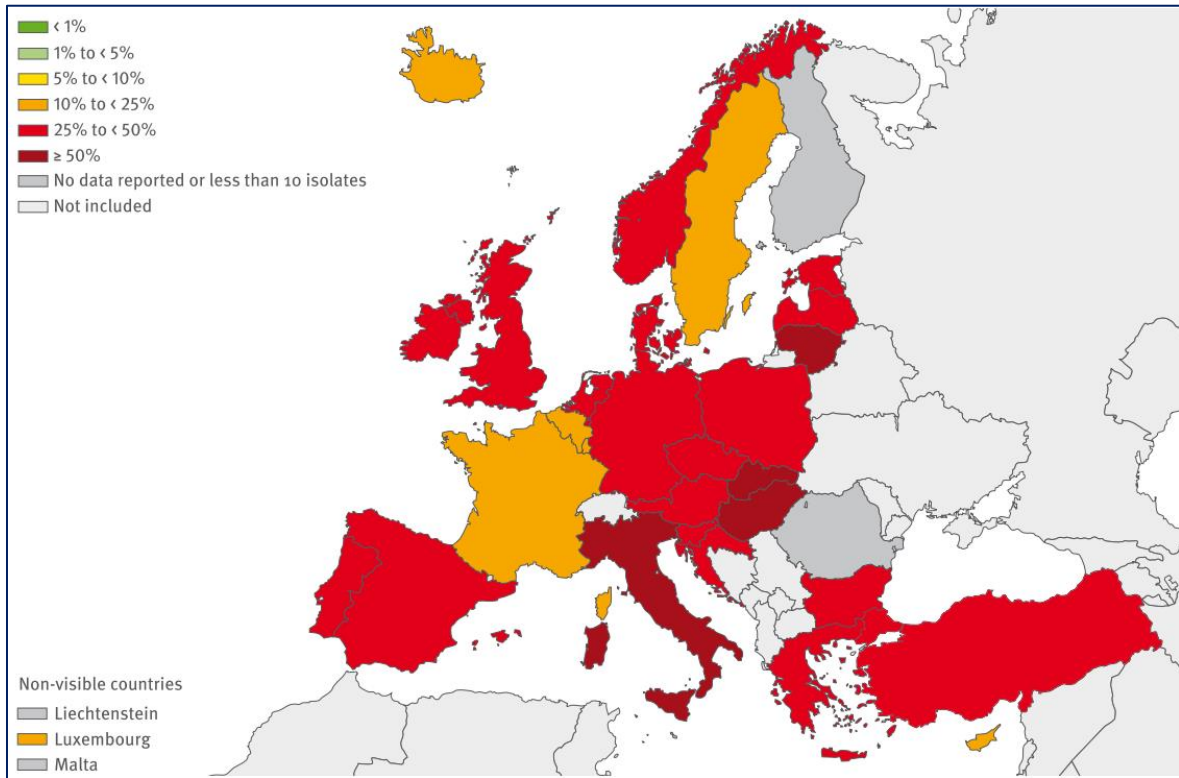 < 1%
1% to < 5%
5% to < 10%
10% to < 25%
25% to < 50%
≥ 50%
No data reported or less than 10 isolates
Not included
Non-visible countries
Liechtenstein
Luxembourg
Malta